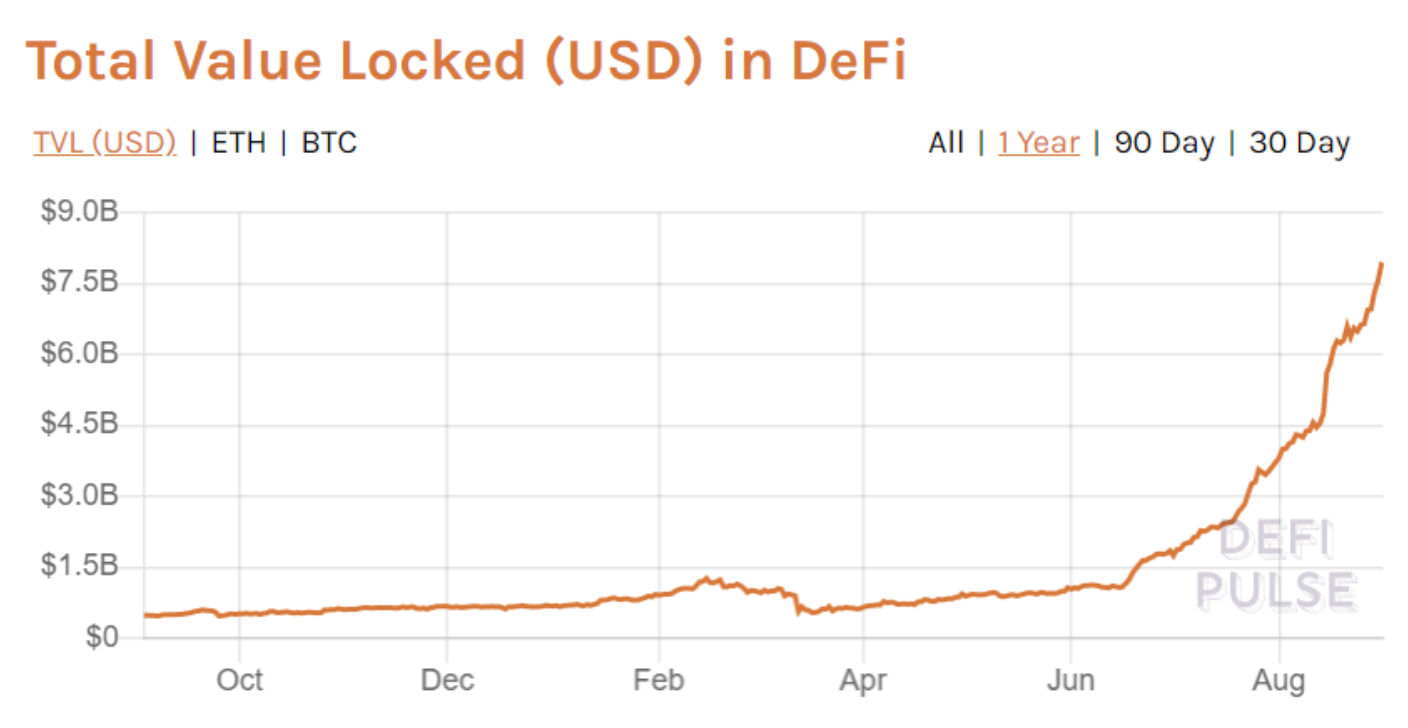 Total Value Locked (USD) in DeFi
TVL (USD) | ETH | BTC All | 1 Year | 90 Day | 30 Day
$9.0B
$7.5B
$6.0B
$4.5B
$3.0B
$1.5B
$0
DEFI
PULSE
Oct Dec Feb Apr Jun Aug